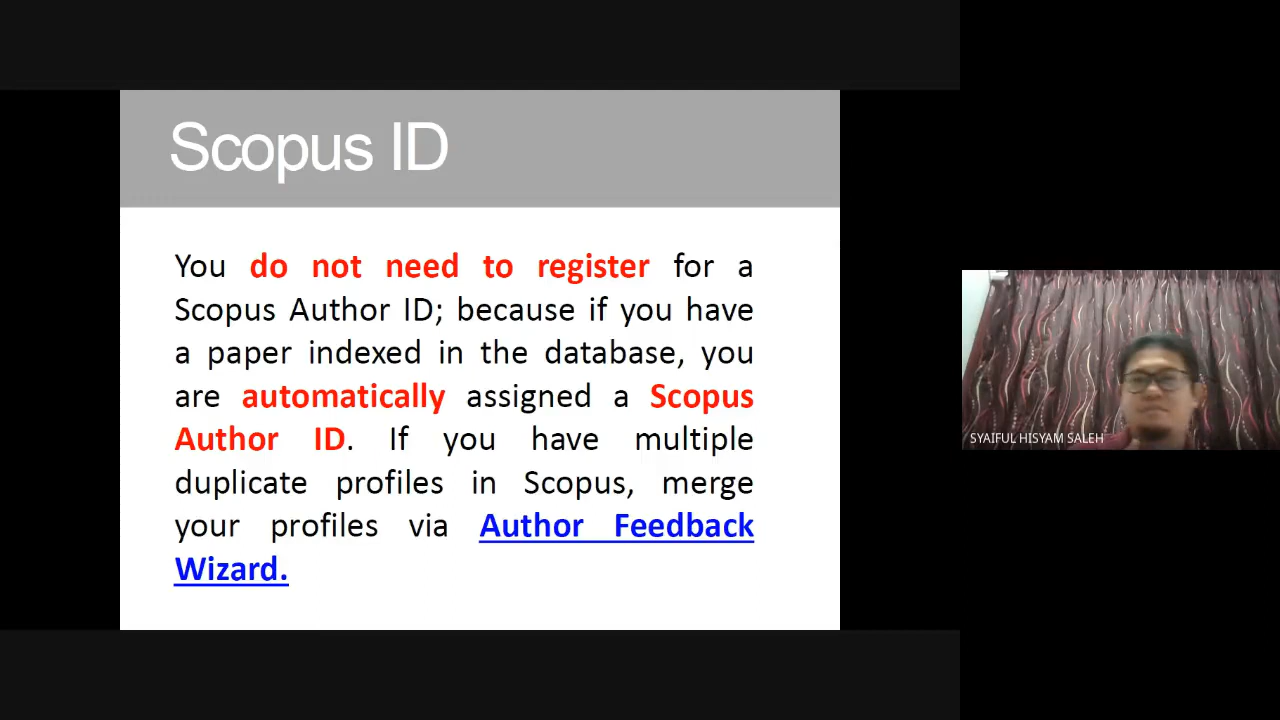 Scopus ID
You do not need to register for a
Scopus Author ID; because if you have
a paper indexed in the database, you
are automatically assigned a Scopus
Author ID. If you have multiple
duplicate profiles in Scopus, merge
your profiles via Author Feedback
Wizard.
SYAIFUL HISYAM SALEH